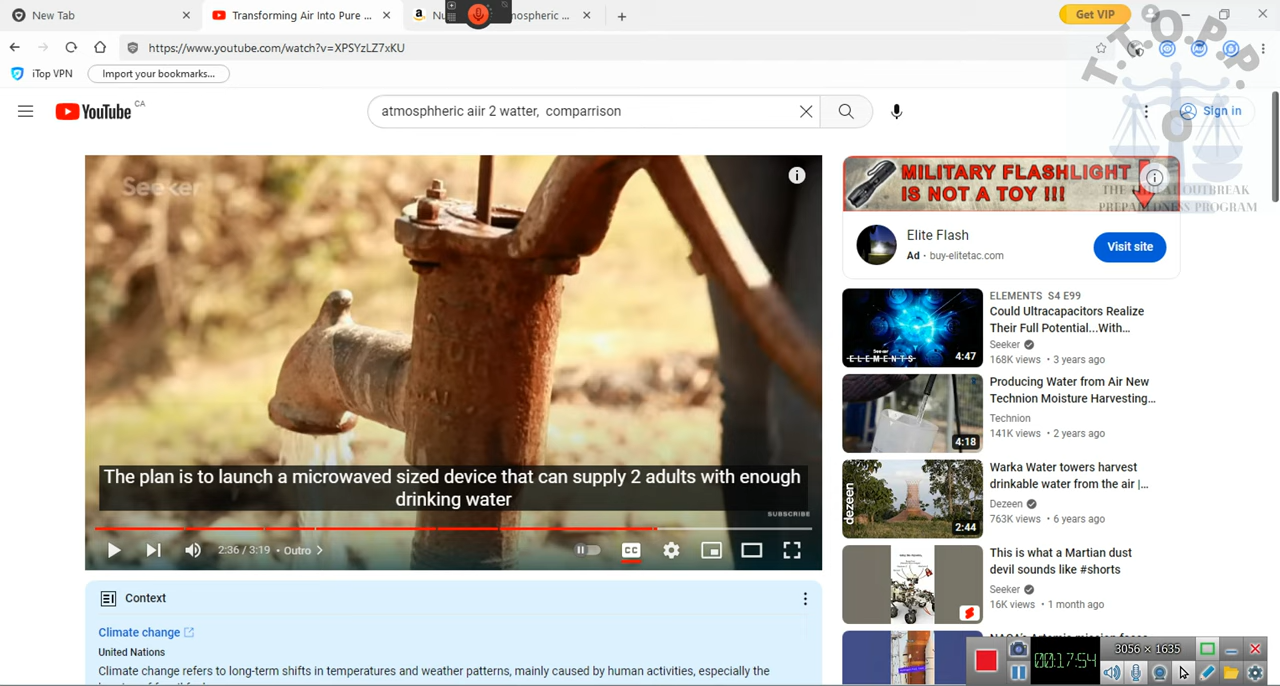 New Tab
Transforming Air Into Pure ...
mospheric ...
Get VIP
https://www.youtube.com/watch?v=XPSYzLZ7xKU
iTop VPN
Import your bookmarks...
T.T.O.P.P.
YouTube CA
atmosphheric aiir 2 watter, comparrison
Sign in
O
Seeker
MILITARY FLASHLIGHT
IS NOT A TOY !!!
OUTBREAK
PREPAREDNESS PROGRAM
Elite Flash
Ad · buy-elitetac.com
Visit site
The plan is to launch a microwaved sized device that can supply 2 adults with enough
drinking water
SUBSCRIBE
2:36 / 3:19 · Outro
CC
ELEMENTS S4 E99
Could Ultracapacitors Realize
Their Full Potential...With...
Seeker
168K views · 3 years ago
Seeker
ELEMENTS
4:47
Producing Water from Air New
Technion Moisture Harvesting...
Technion
141K views · 2 years ago
4:18
Warka Water towers harvest
drinkable water from the air |...
Dezeen
763K views · 6 years ago
dezeen
2:44
This is what a Martian dust
devil sounds like #shorts
Seeker
16K views · 1 month ago
Context
Climate change
United Nations
Climate change refers to long-term shifts in temperatures and weather patterns, mainly caused by human activities, especially the
00:17:54
3056 × 1635